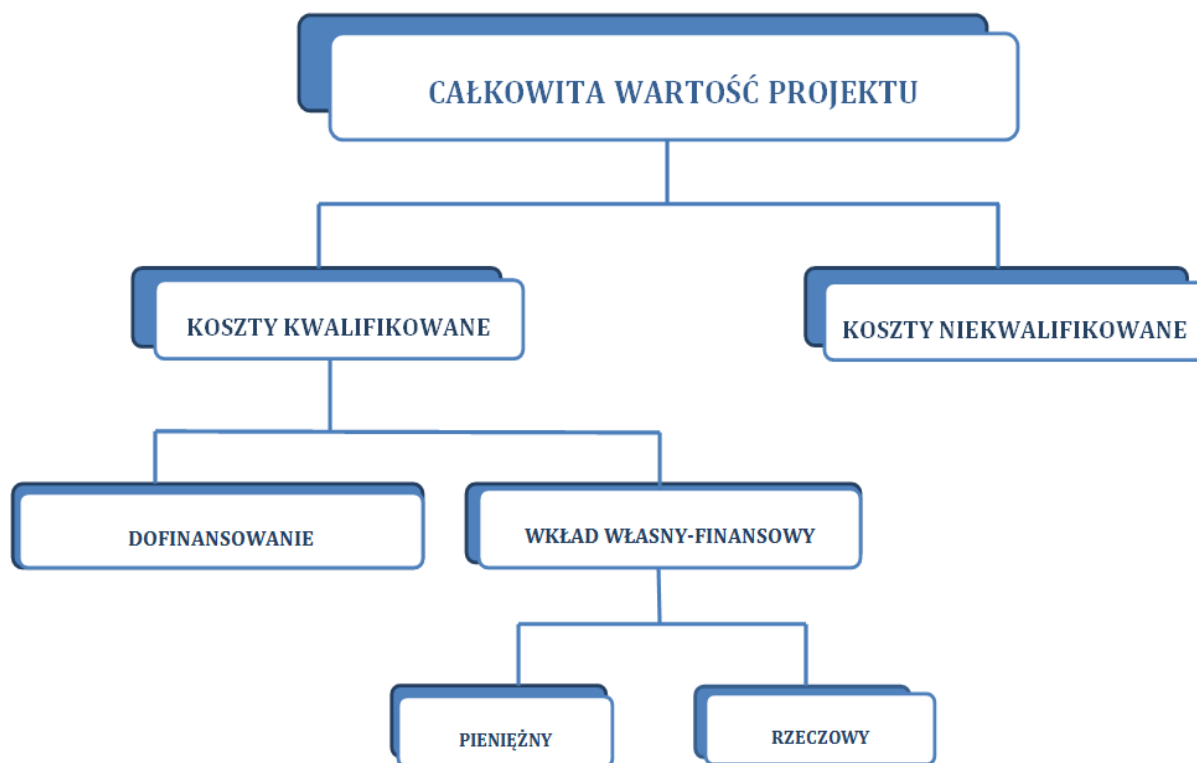 CAŁKOWITA WARTOŚĆ PROJEKTU
KOSZTY KWALIFIKOWANE
KOSZTY NIEKWALIFIKOWANE
DOFINANSOWANIE
WKŁAD WŁASNY-FINANSOWY
PIENIĘŻNY
RZECZOWY